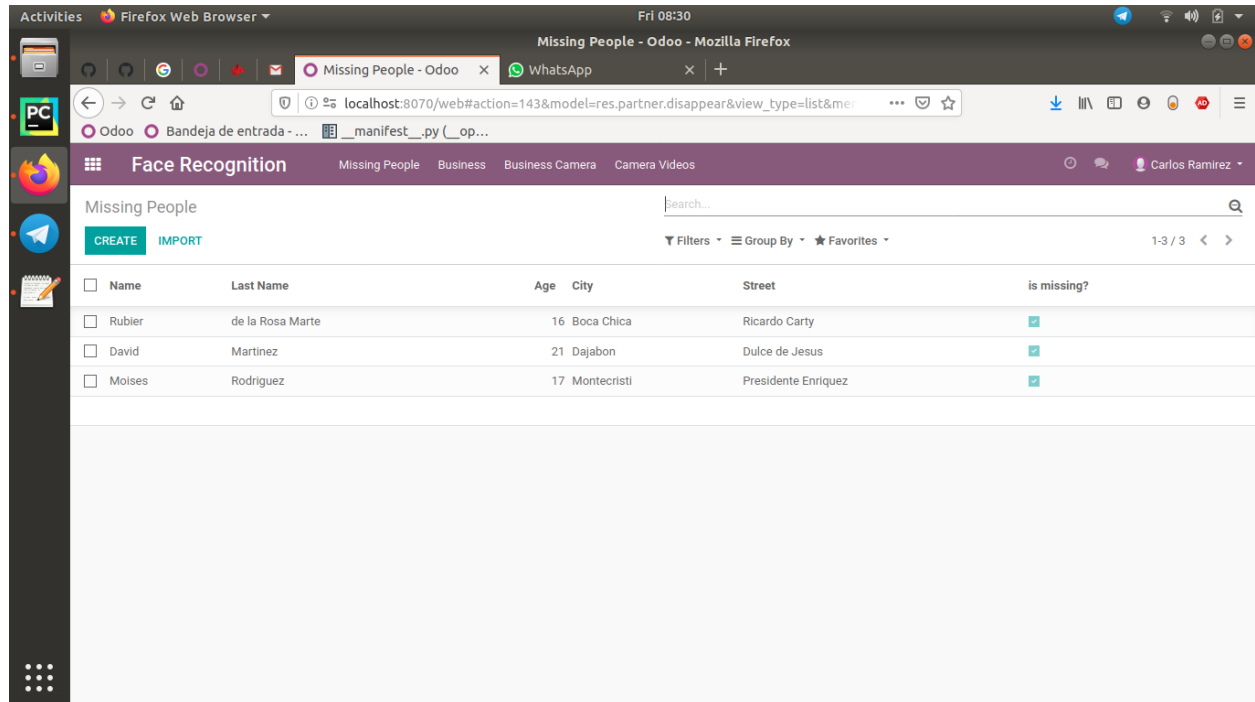 Activities Firefox Web Browser Fri 08:30
Missing People - Odoo - Mozilla Firefox
Missing People - Odoo WhatsApp
localhost:8070/web#action=143&model=res.partner.disappear&view_type=list&me
Odoo Bandeja de entrada - ... __manifest__.py (__op...
Face Recognition Missing People Business Business Camera Camera Videos Carlos Ramirez
Missing People Search...
CREATE IMPORT Filters Group By Favorites 1-3 / 3
Name Last Name Age City Street is missing?
Rubier de la Rosa Marte 16 Boca Chica Ricardo Carty
David Martinez 21 Dajabon Dulce de Jesus
Moises Rodriguez 17 Montecristi Presidente Enriquez
PC